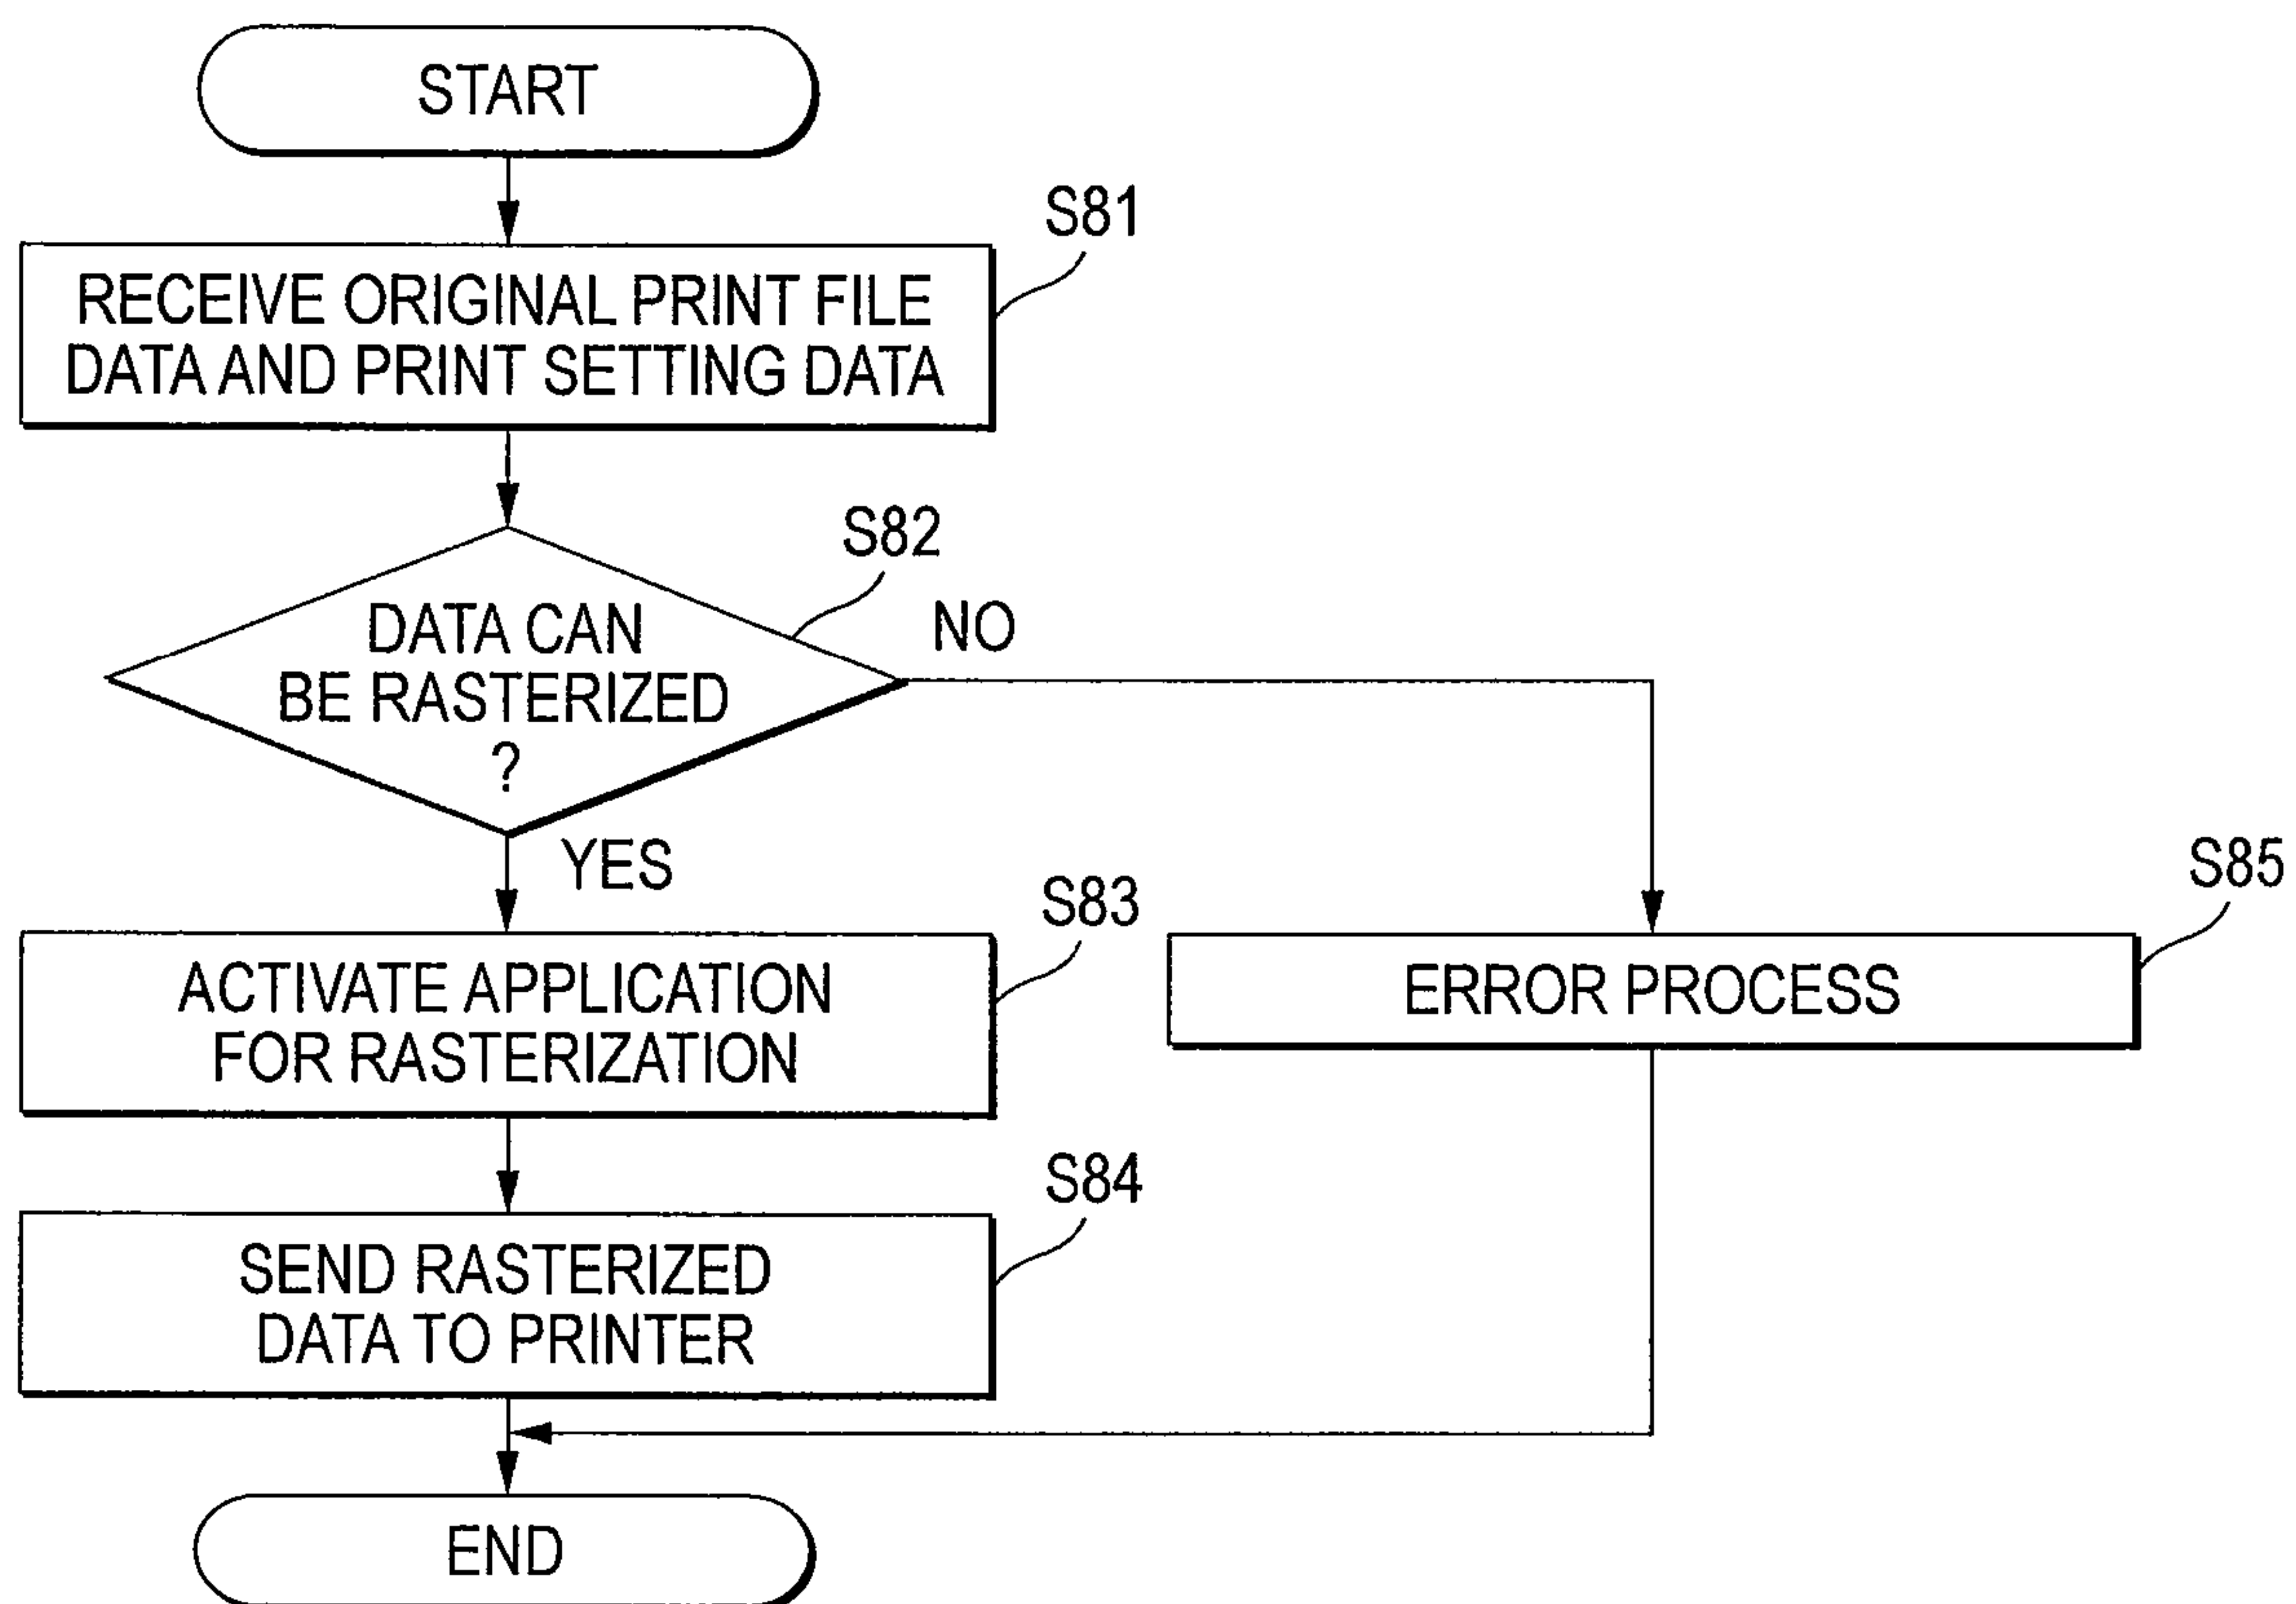 START
S81
RECEIVE ORIGINAL PRINT FILE
DATA AND PRINT SETTING DATA
S82
DATA CAN
BE RASTERIZED
?
NO
YES
S83
ACTIVATE APPLICATION
FOR RASTERIZATION
S85
ERROR PROCESS
S84
SEND RASTERIZED
DATA TO PRINTER
END